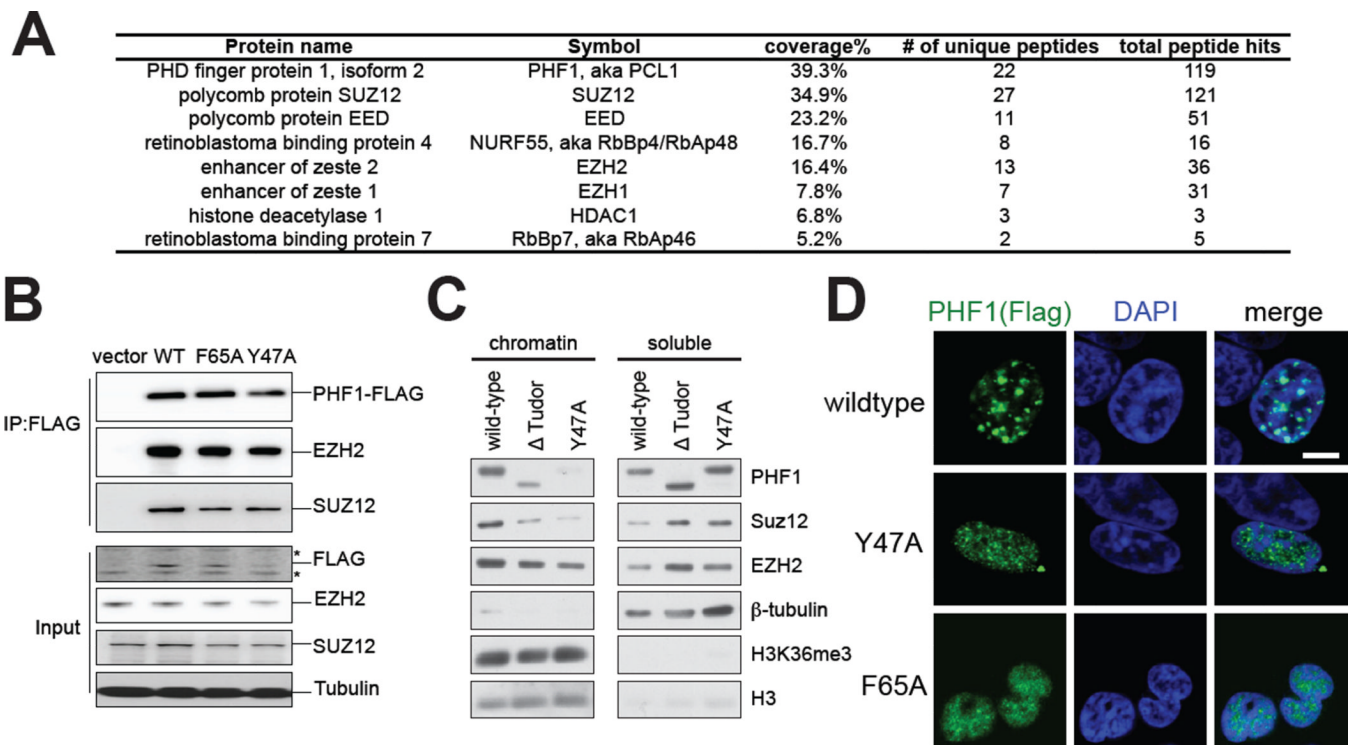 A
Protein name Symbol coverage% # of unique peptides total peptide hits
PHD finger protein 1, isoform 2 PHF1, aka PCL1 39.3% 22 119
polycomb protein SUZ12 SUZ12 34.9% 27 121
polycomb protein EED EED 23.2% 11 51
retinoblastoma binding protein 4 NURF55, aka RbBp4/RbAp48 16.7% 8 16
enhancer of zeste 2 EZH2 16.4% 13 36
enhancer of zeste 1 EZH1 7.8% 7 31
histone deacetylase 1 HDAC1 6.8% 3 3
retinoblastoma binding protein 7 RbBp7, aka RbAp46 5.2% 2 5
B
vector WT F65A Y47A
IP:FLAG
PHF1-FLAG
EZH2
SUZ12
Input
*
FLAG
*
EZH2
SUZ12
Tubulin
C
chromatin soluble
wild-type Δ Tudor Y47A wild-type Δ Tudor Y47A
PHF1
Suz12
EZH2
β-tubulin
H3K36me3
H3
D
PHF1(Flag) DAPI merge
wildtype
Y47A
F65A